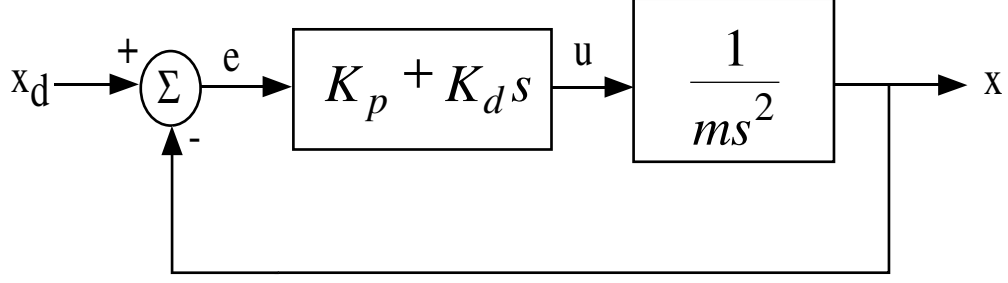 x_d
+
-
Σ
e
K_p + K_d s
u
1
ms^2
x